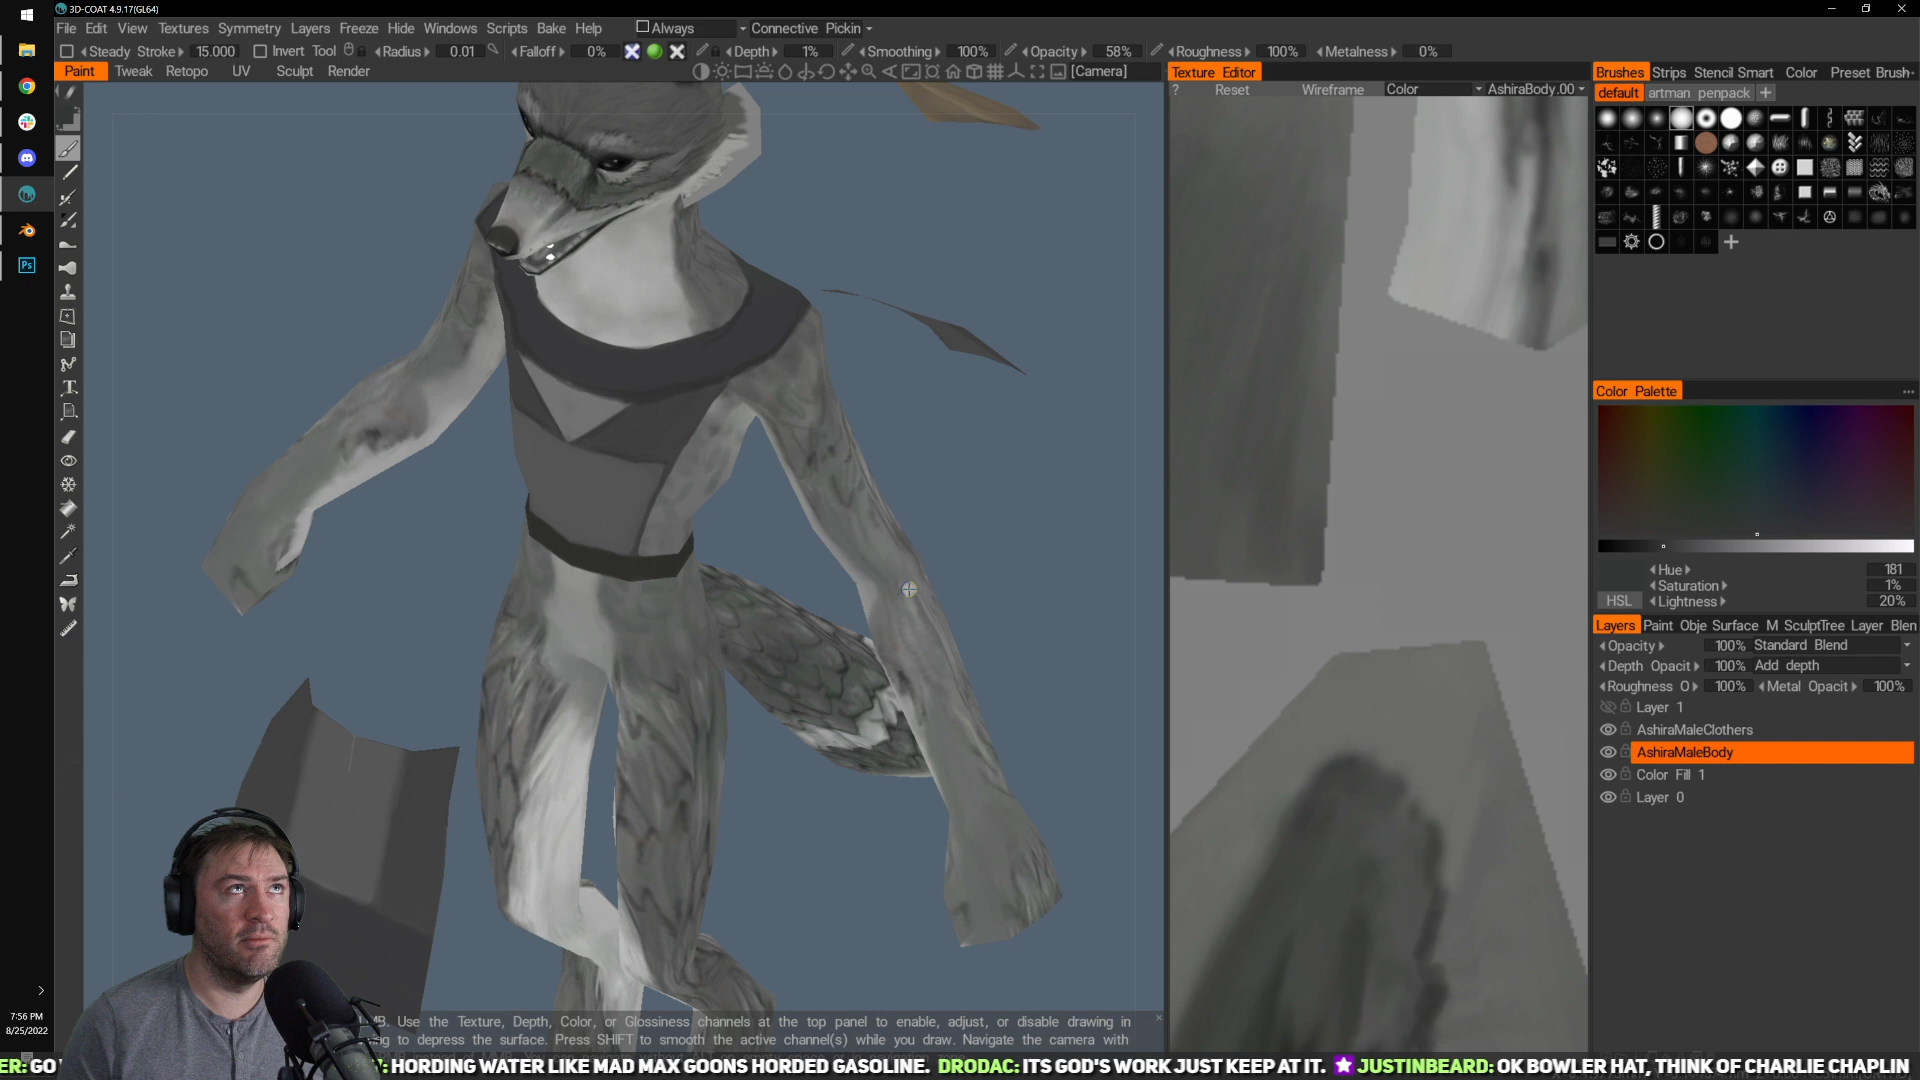 3D-COAT 4.9.17(GL64)
File Edit View Textures Symmetry Layers Freeze Hide Windows Scripts Bake Help Always Connective Pickin
Steady Stroke 15.000 Invert Tool Radius 0.01 Falloff 0% Depth 1% Smoothing 100% Opacity 58% Roughness 100% Metalness 0%
Paint Tweak Retopo UV Sculpt Render [Camera]
Texture Editor
? Reset Wireframe Color AshiraBody.00
Brushes Strips Stencil Smart Color Preset Brush
default artman penpack
Color Palette
Hue 181
Saturation 1%
HSL Lightness 20%
Layers Paint Obje Surface M SculptTree Layer Blen
Opacity 100% Standard Blend
Depth Opacit 100% Add depth
Roughness O 100% Metal Opacit 100%
Layer 1
AshiraMaleClothers
AshiraMaleBody
Color Fill 1
Layer 0
Ps
7:56 PM
8/25/2022
MB. Use the Texture, Depth, Color, or Glossiness channels at the top panel to enable, adjust, or disable drawing in
to depress the surface. Press SHIFT to smooth the active channel(s) while you draw. Navigate the camera with
ER: GO HORDING WATER LIKE MAD MAX GOONS HORDED GASOLINE. DRODAC: ITS GOD'S WORK JUST KEEP AT IT. JUSTINBEARD: OK BOWLER HAT, THINK OF CHARLIE CHAPLIN